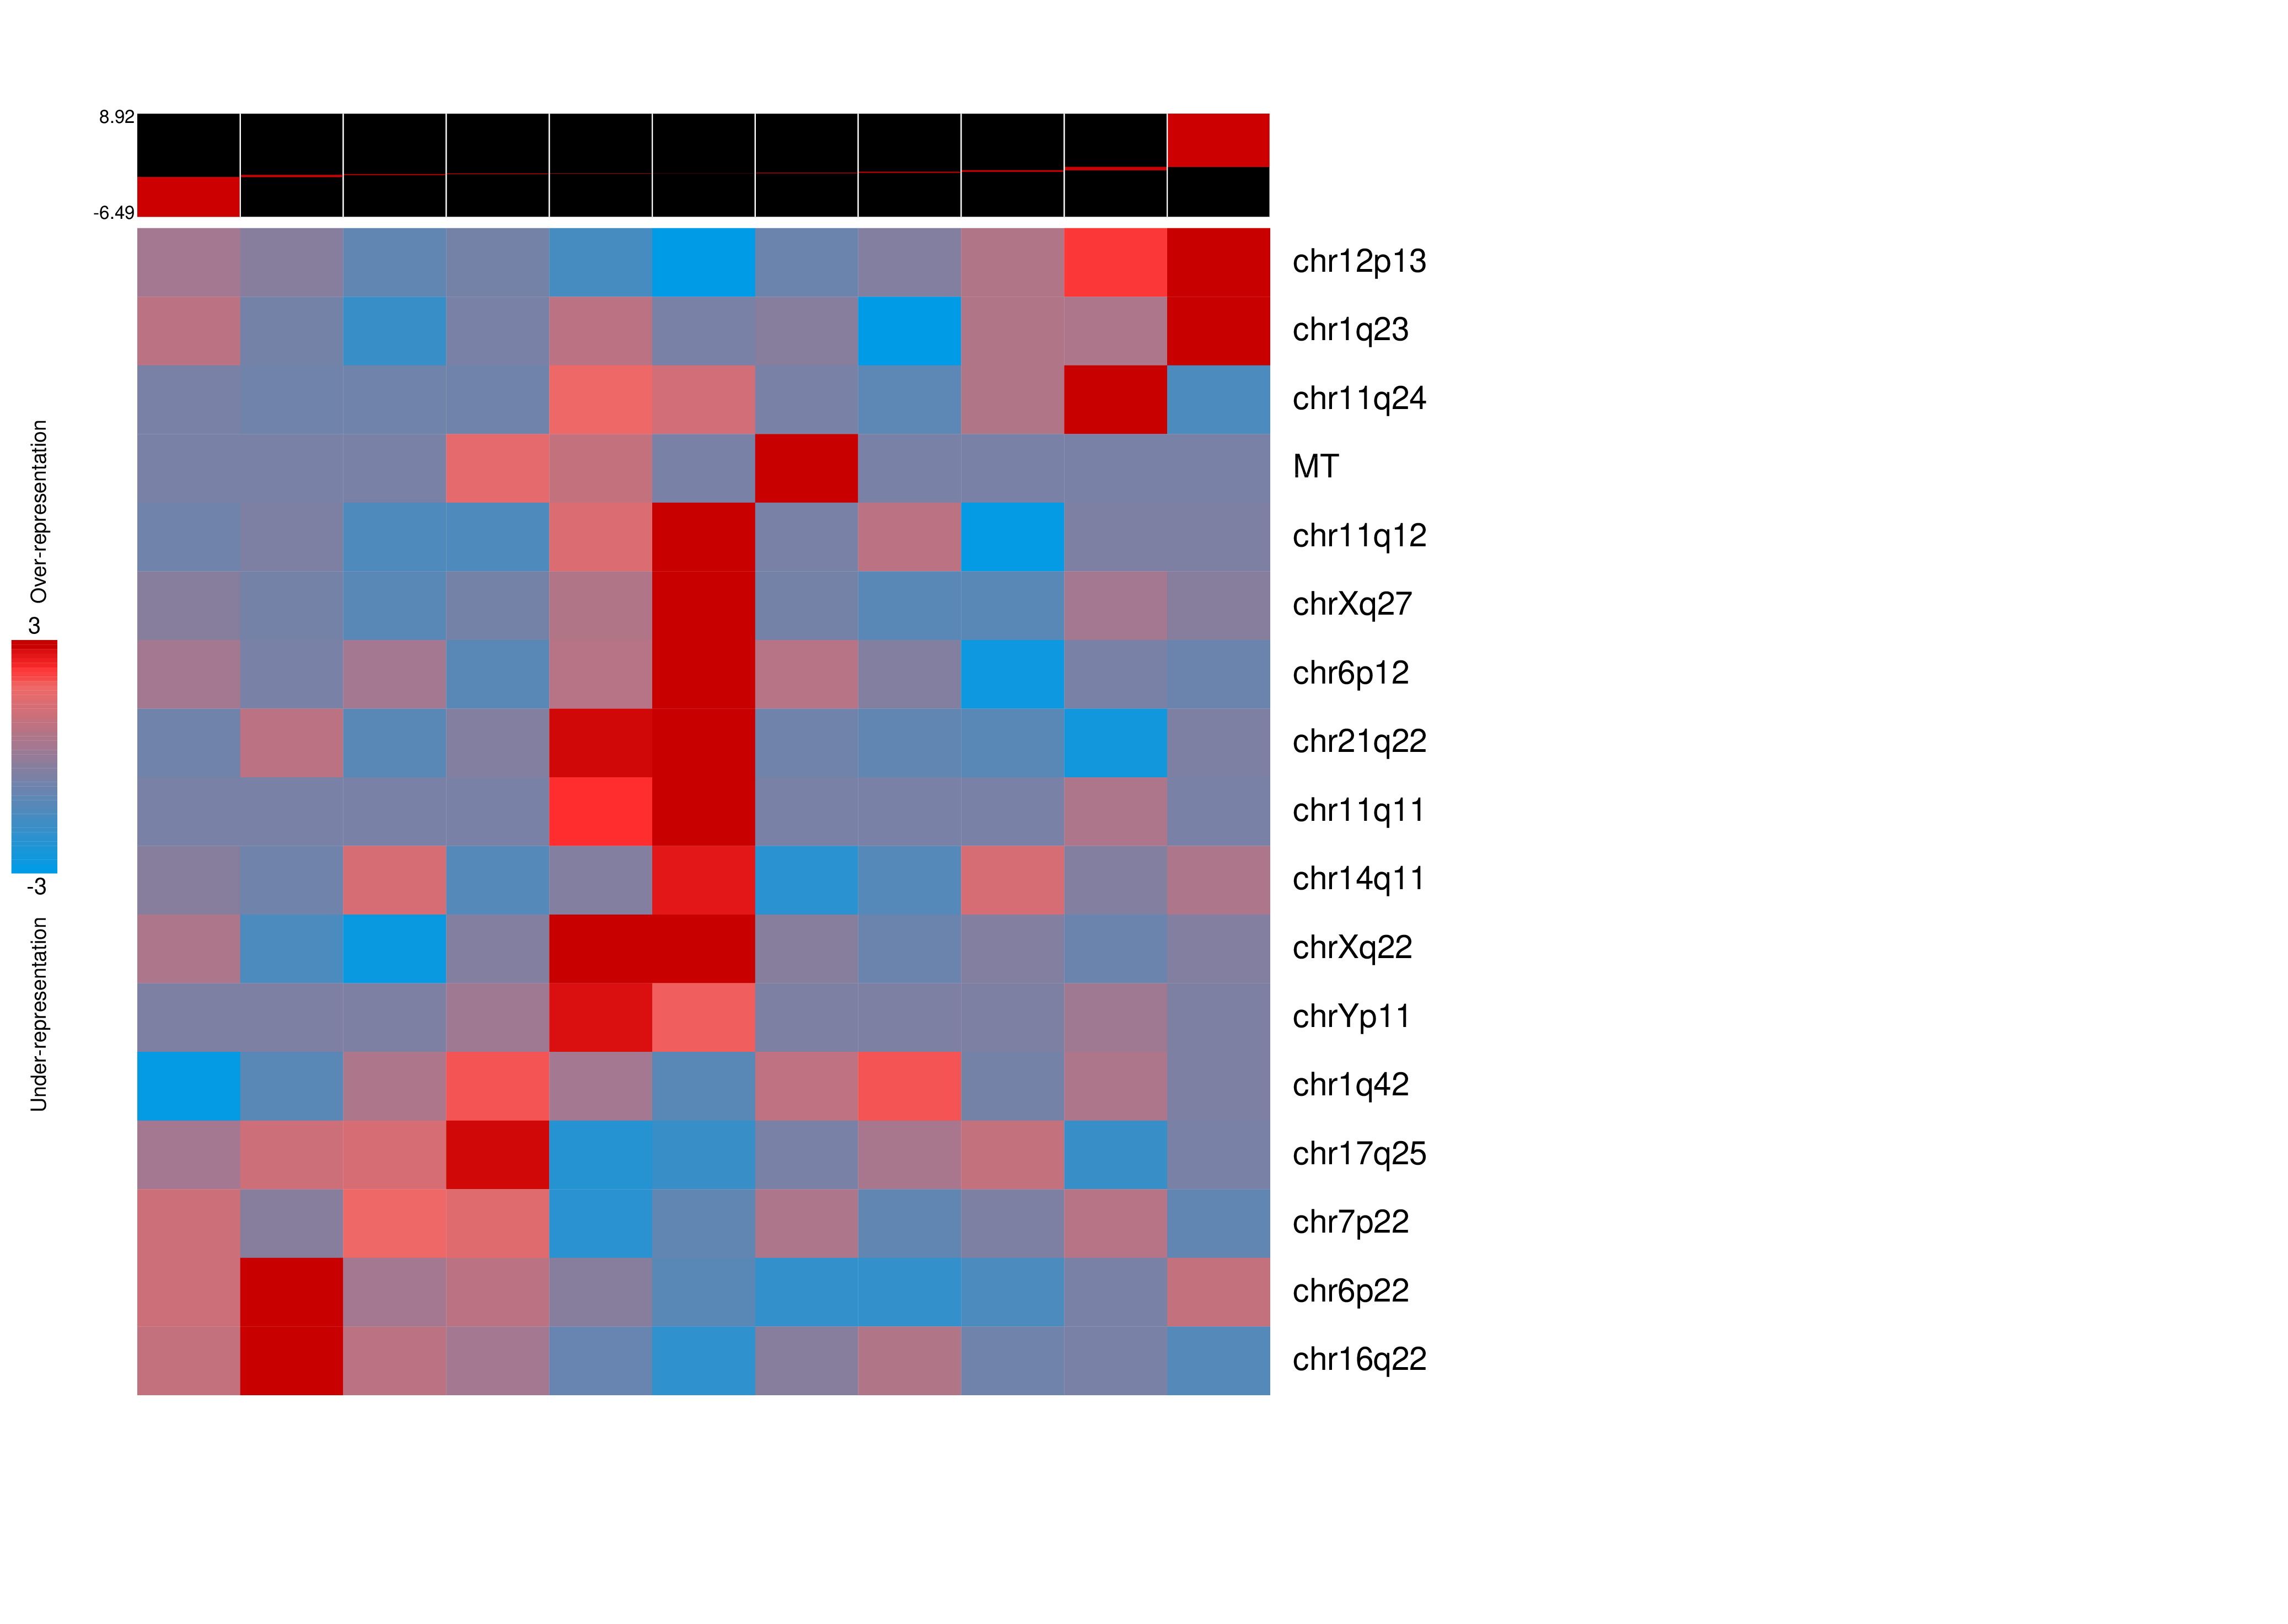 8.92
-6.49
Over-representation
3
-3
Under-representation
chr12p13
chr1q23
chr11q24
MT
chr11q12
chrXq27
chr6p12
chr21q22
chr11q11
chr14q11
chrXq22
chrYp11
chr1q42
chr17q25
chr7p22
chr6p22
chr16q22